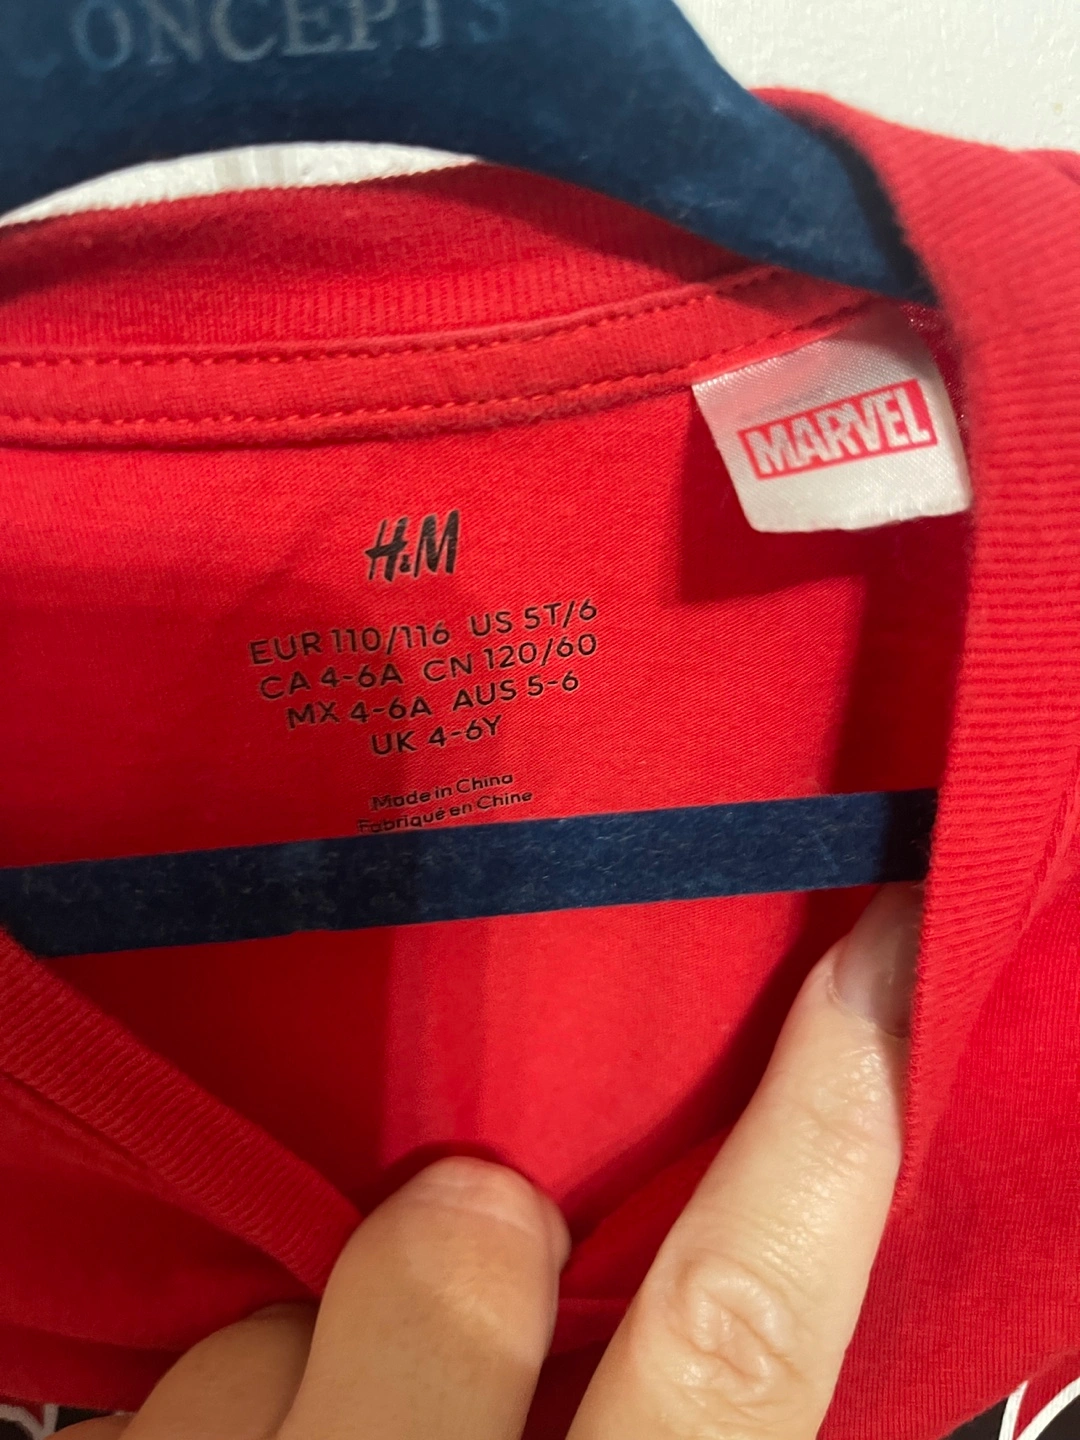 ONCEPTS
MARVEL
H&M
EUR 110/116 US 5T/6
CA 4-6A CN 120/60
MX 4-6A AUS 5-6
UK 4-6Y
Made in China
Fabriqué en Chine